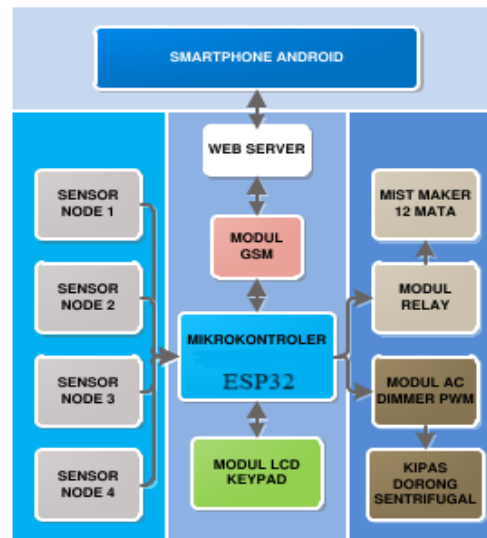 SMARTPHONE ANDROID
WEB SERVER
MODUL
GSM
MIKROKONTROLER
ESP32
MODUL LCD
KEYPAD
SENSOR
NODE 1
SENSOR
NODE 2
SENSOR
NODE 3
SENSOR
NODE 4
MIST MAKER
12 MATA
MODUL
RELAY
MODUL AC
DIMMER PWM
KIPAS
DORONG
SENTRIFUGAL